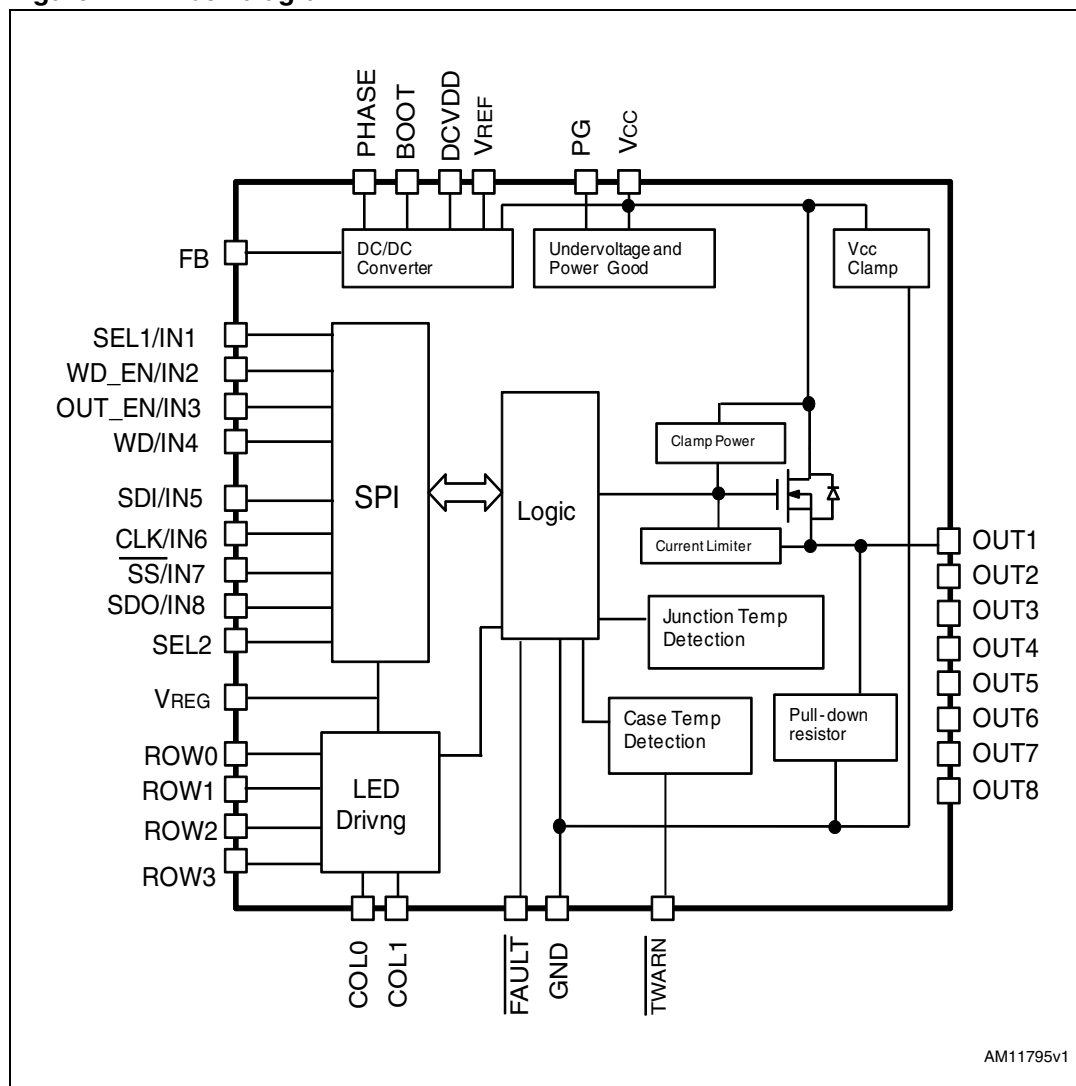 PHASE
BOOT
DCVDD
VREF
PG
VCC
FB
DC/DC
Converter
Undervoltage and
Power Good
Vcc
Clamp
SEL1/IN1
WD_EN/IN2
OUT_EN/IN3
WD/IN4
SDI/IN5
CLK/IN6
SS/IN7
SDO/IN8
SEL2
VREG
ROW0
ROW1
ROW2
ROW3
SPI
Logic
Clamp Power
Current Limiter
Junction Temp
Detection
Case Temp
Detection
Pull-down
resistor
LED
Drivng
OUT1
OUT2
OUT3
OUT4
OUT5
OUT6
OUT7
OUT8
COL0
COL1
FAULT
GND
TWARN
AM11795v1